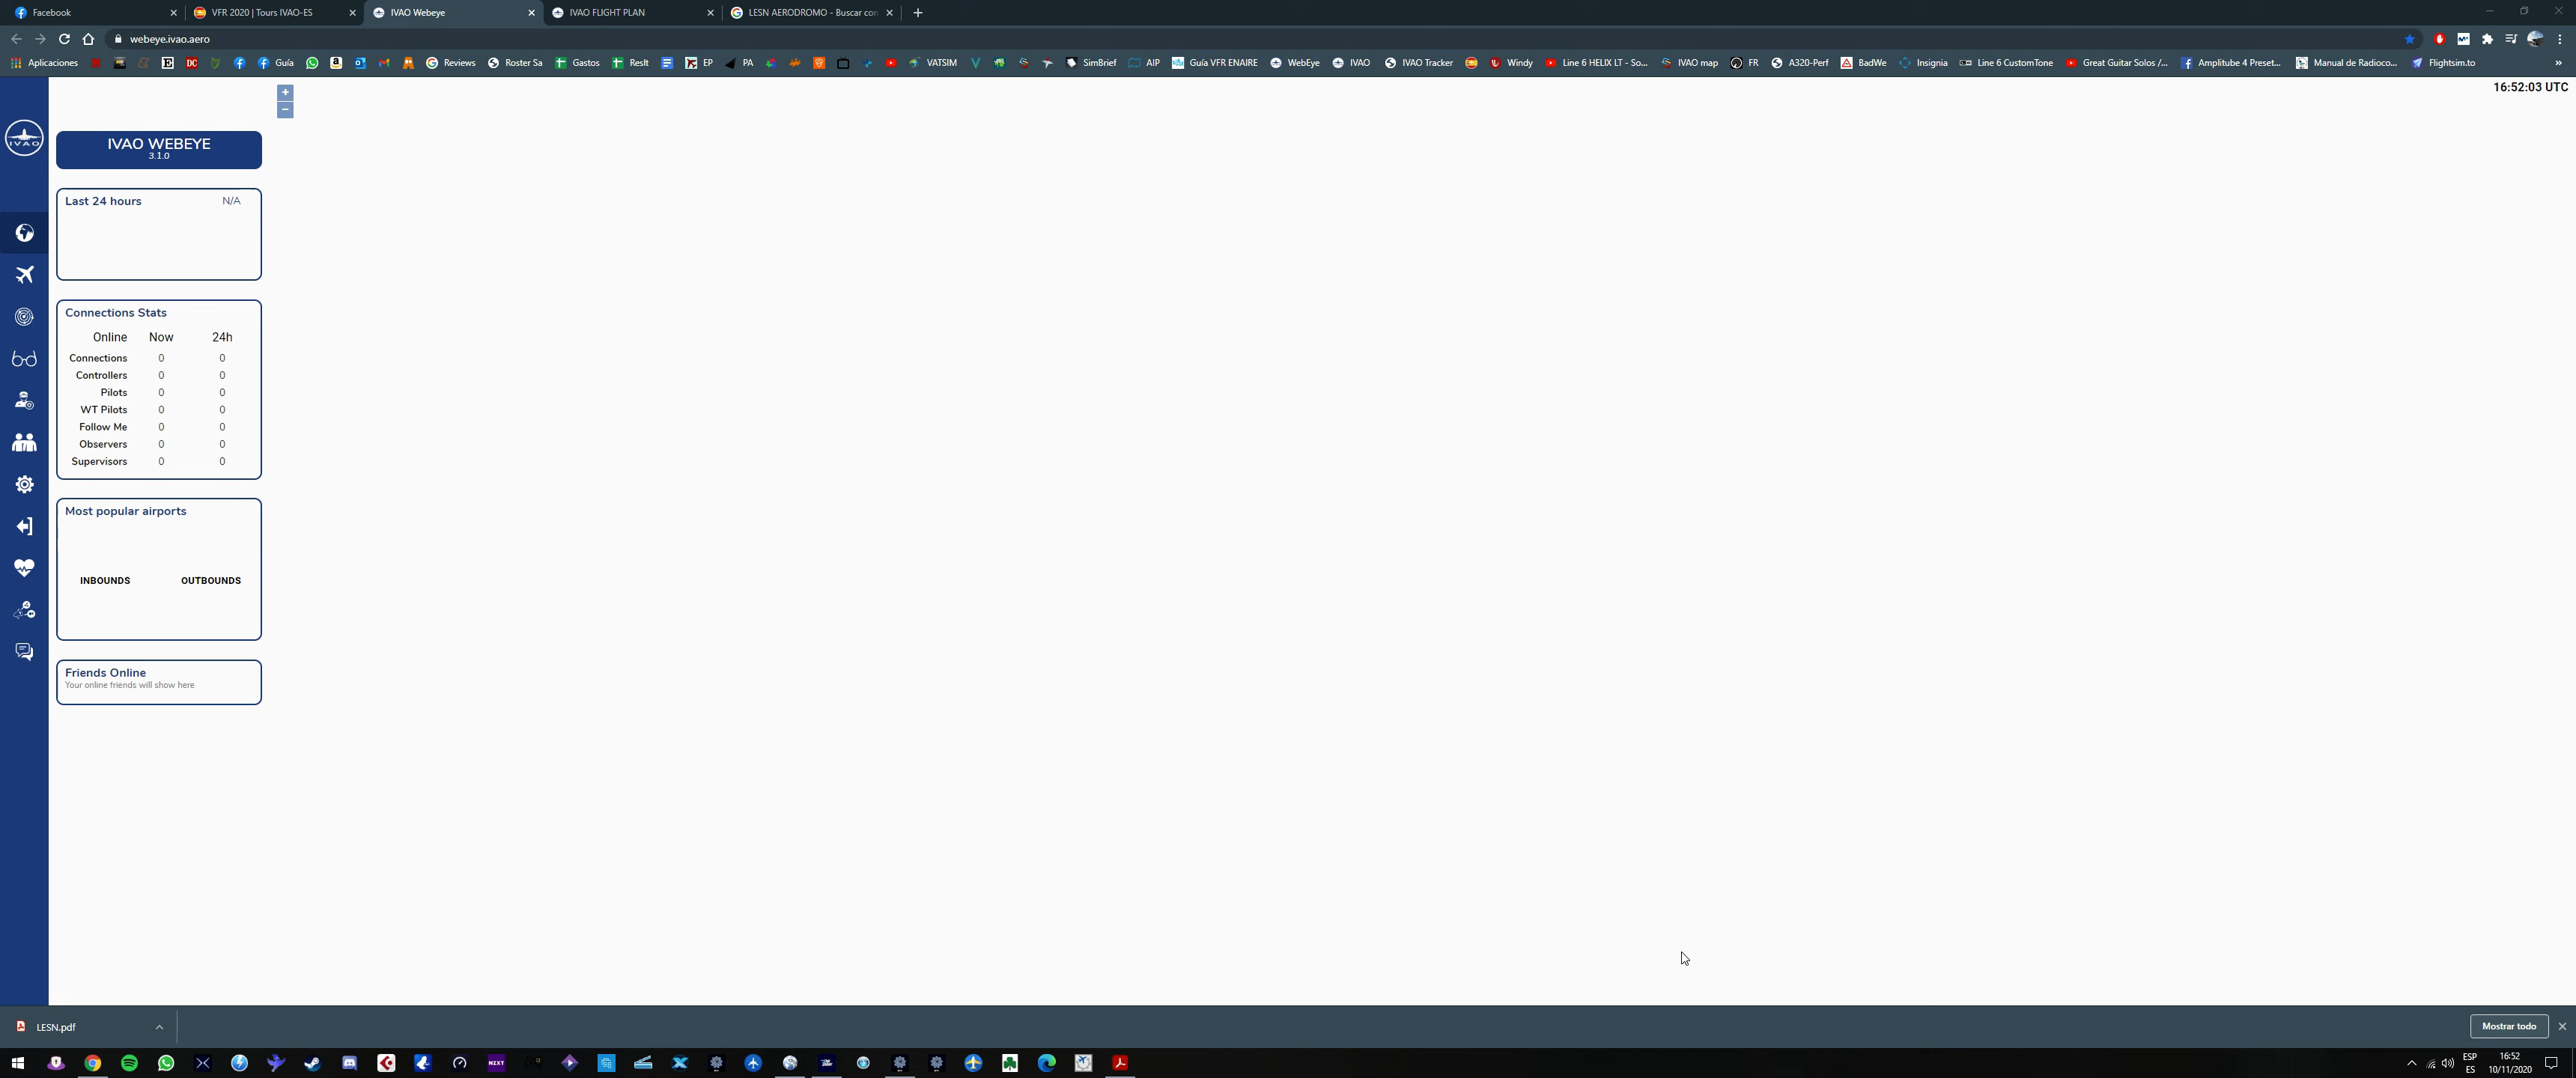 Facebook
VFR 2020 | Tours IVAO-ES
IVAO Webeye
IVAO FLIGHT PLAN
LESN AERODROMO - Buscar con
webeye.ivao.aero
Aplicaciones
E
DC
Guía
Reviews
Roster Sa
Gastos
Reslt
EP
PA
VATSIM
SimBrief
AIP
Guía VFR ENAIRE
WebEye
IVAO
IVAO Tracker
Windy
Line 6 HELIX LT - So...
IVAO map
FR
A320-Perf
BadWe
Insignia
Line 6 CustomTone
Great Guitar Solos /...
Amplitube 4 Preset...
Manual de Radioco...
Flightsim.to
16:52:03 UTC
IVAO
IVAO WEBEYE
3.1.0
Last 24 hours N/A
Connections Stats
Online Now 24h
Connections 0 0
Controllers 0 0
Pilots 0 0
WT Pilots 0 0
Follow Me 0 0
Observers 0 0
Supervisors 0 0
Most popular airports
INBOUNDS OUTBOUNDS
Friends Online
Your online friends will show here
LESN.pdf
Mostrar todo
NZXT
ESP
ES
16:52
10/11/2020